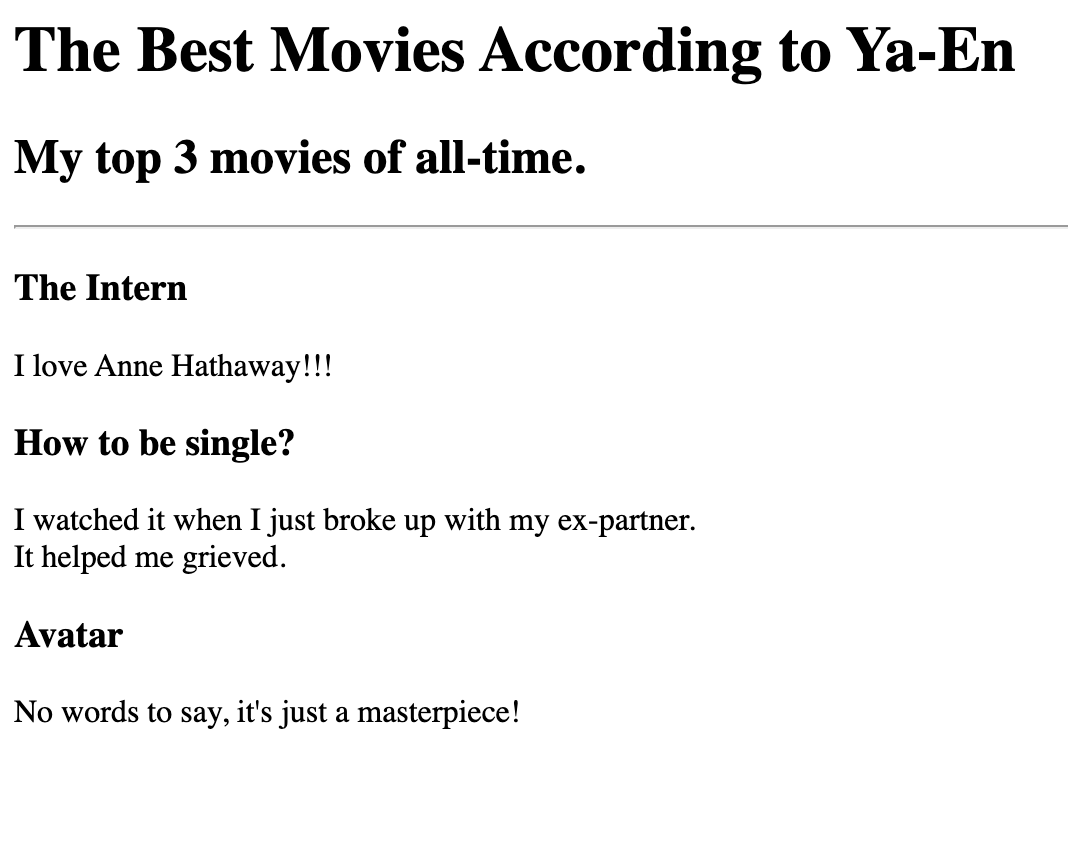 The Best Movies According to Ya-En
My top 3 movies of all-time.
The Intern
I love Anne Hathaway!!!
How to be single?
I watched it when I just broke up with my ex-partner.
It helped me grieved.
Avatar
No words to say, it's just a masterpiece!